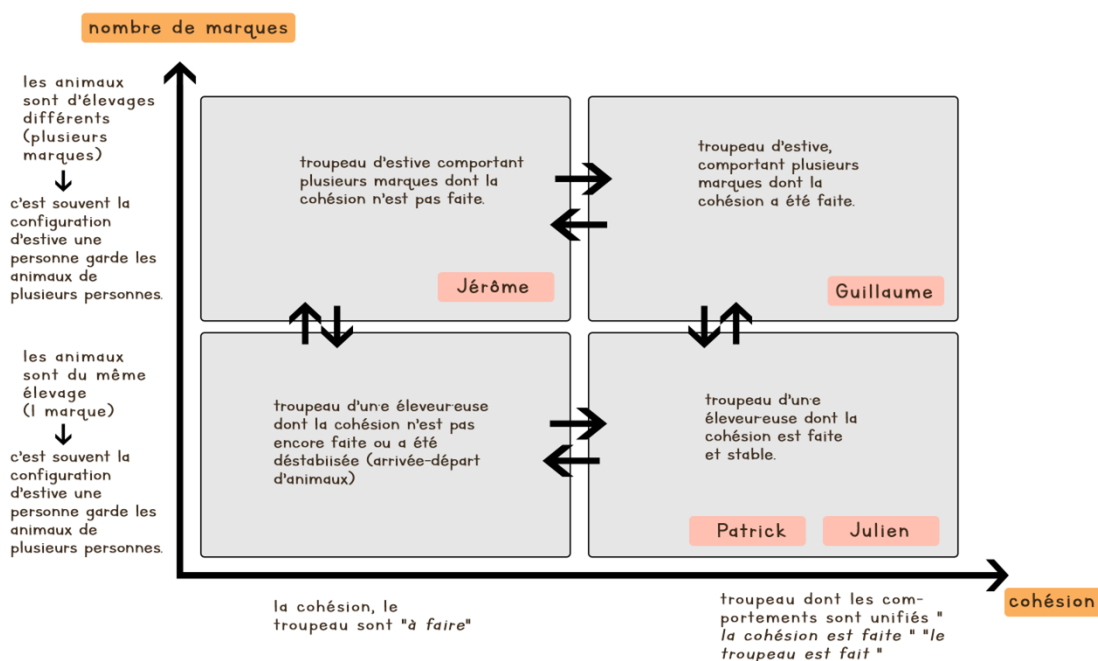 nombre de marques
les animaux
sont d'élevages
différents
(plusieurs
marques)
c'est souvent la
configuration
d'estive une
personne garde les
animaux de
plusieurs personnes.
troupeau d'estive comportant
plusieurs marques dont la
cohésion n'est pas faite.
Jérôme
troupeau d'estive,
comportant plusieurs
marques dont la
cohésion a été faite.
Guillaume
les animaux
sont du même
élevage
(1 marque)
c'est souvent la
configuration
d'estive une
personne garde les
animaux de
plusieurs personnes.
troupeau d'un·e éleveur·euse
dont la cohésion n'est pas
encore faite ou a été
déstabiisée (arrivée-départ
d'animaux)
troupeau d'un·e
éleveur·euse dont la
cohésion est faite
et stable.
Patrick
Julien
la cohésion, le
troupeau sont "à faire"
troupeau dont les com-
portements sont unifiés "
la cohésion est faite " "le
troupeau est fait "
cohésion